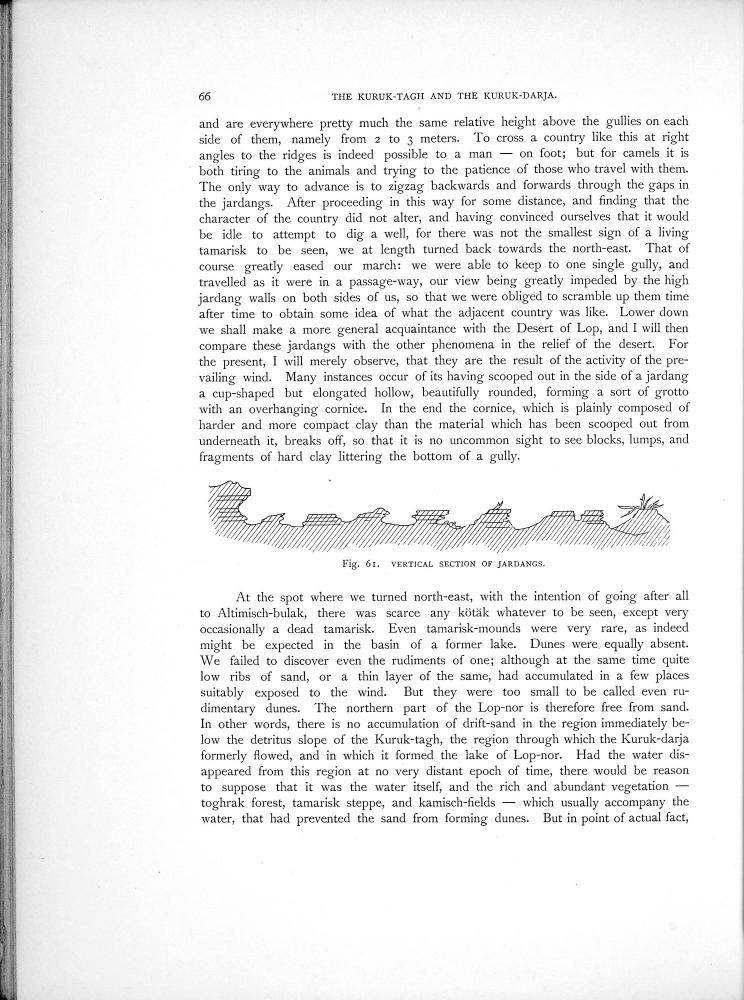 66
THE KURUK-TAGH AND THE KURUK-DARJA.
and are everywhere pretty much the same relative height above the gullies on each
side of them, namely from 2 to 3 meters. To cross a country like this at right
angles to the ridges is indeed possible to a man — on foot; but for camels it is
both tiring to the animals and trying to the patience of those who travel with them.
The only way to advance is to zigzag backwards and forwards through the gaps in
the jardangs. After proceeding in this way for some distance, and finding that the
character of the country did not alter, and having convinced ourselves that it would
be idle to attempt to dig a well, for there was not the smallest sign of a living
tamarisk to be seen, we at length turned back towards the north-east. That of
course greatly eased our march: we were able to keep to one single gully, and
travelled as it were in a passage-way, our view being greatly impeded by the high
jardang walls on both sides of us, so that we were obliged to scramble up them time
after time to obtain some idea of what the adjacent country was like. Lower down
we shall make a more general acquaintance with the Desert of Lop, and I will then
compare these jardangs with the other phenomena in the relief of the desert. For
the present, I will merely observe, that they are the result of the activity of the pre-
vailing wind. Many instances occur of its having scooped out in the side of a jardang
a cup-shaped but elongated hollow, beautifully rounded, forming a sort of grotto
with an overhanging cornice. In the end the cornice, which is plainly composed of
harder and more compact clay than the material which has been scooped out from
underneath it, breaks off, so that it is no uncommon sight to see blocks, lumps, and
fragments of hard clay littering the bottom of a gully.
Fig. 61. VERTICAL SECTION OF JARDANGS.
At the spot where we turned north-east, with the intention of going after all
to Altimisch-bulak, there was scarce any kötäk whatever to be seen, except very
occasionally a dead tamarisk. Even tamarisk-mounds were very rare, as indeed
might be expected in the basin of a former lake. Dunes were equally absent.
We failed to discover even the rudiments of one; although at the same time quite
low ribs of sand, or a thin layer of the same, had accumulated in a few places
suitably exposed to the wind. But they were too small to be called even ru-
dimentary dunes. The northern part of the Lop-nor is therefore free from sand.
In other words, there is no accumulation of drift-sand in the region immediately be-
low the detritus slope of the Kuruk-tagh, the region through which the Kuruk-darja
formerly flowed, and in which it formed the lake of Lop-nor. Had the water dis-
appeared from this region at no very distant epoch of time, there would be reason
to suppose that it was the water itself, and the rich and abundant vegetation —
toghrak forest, tamarisk steppe, and kamisch-fields — which usually accompany the
water, that had prevented the sand from forming dunes. But in point of actual fact,